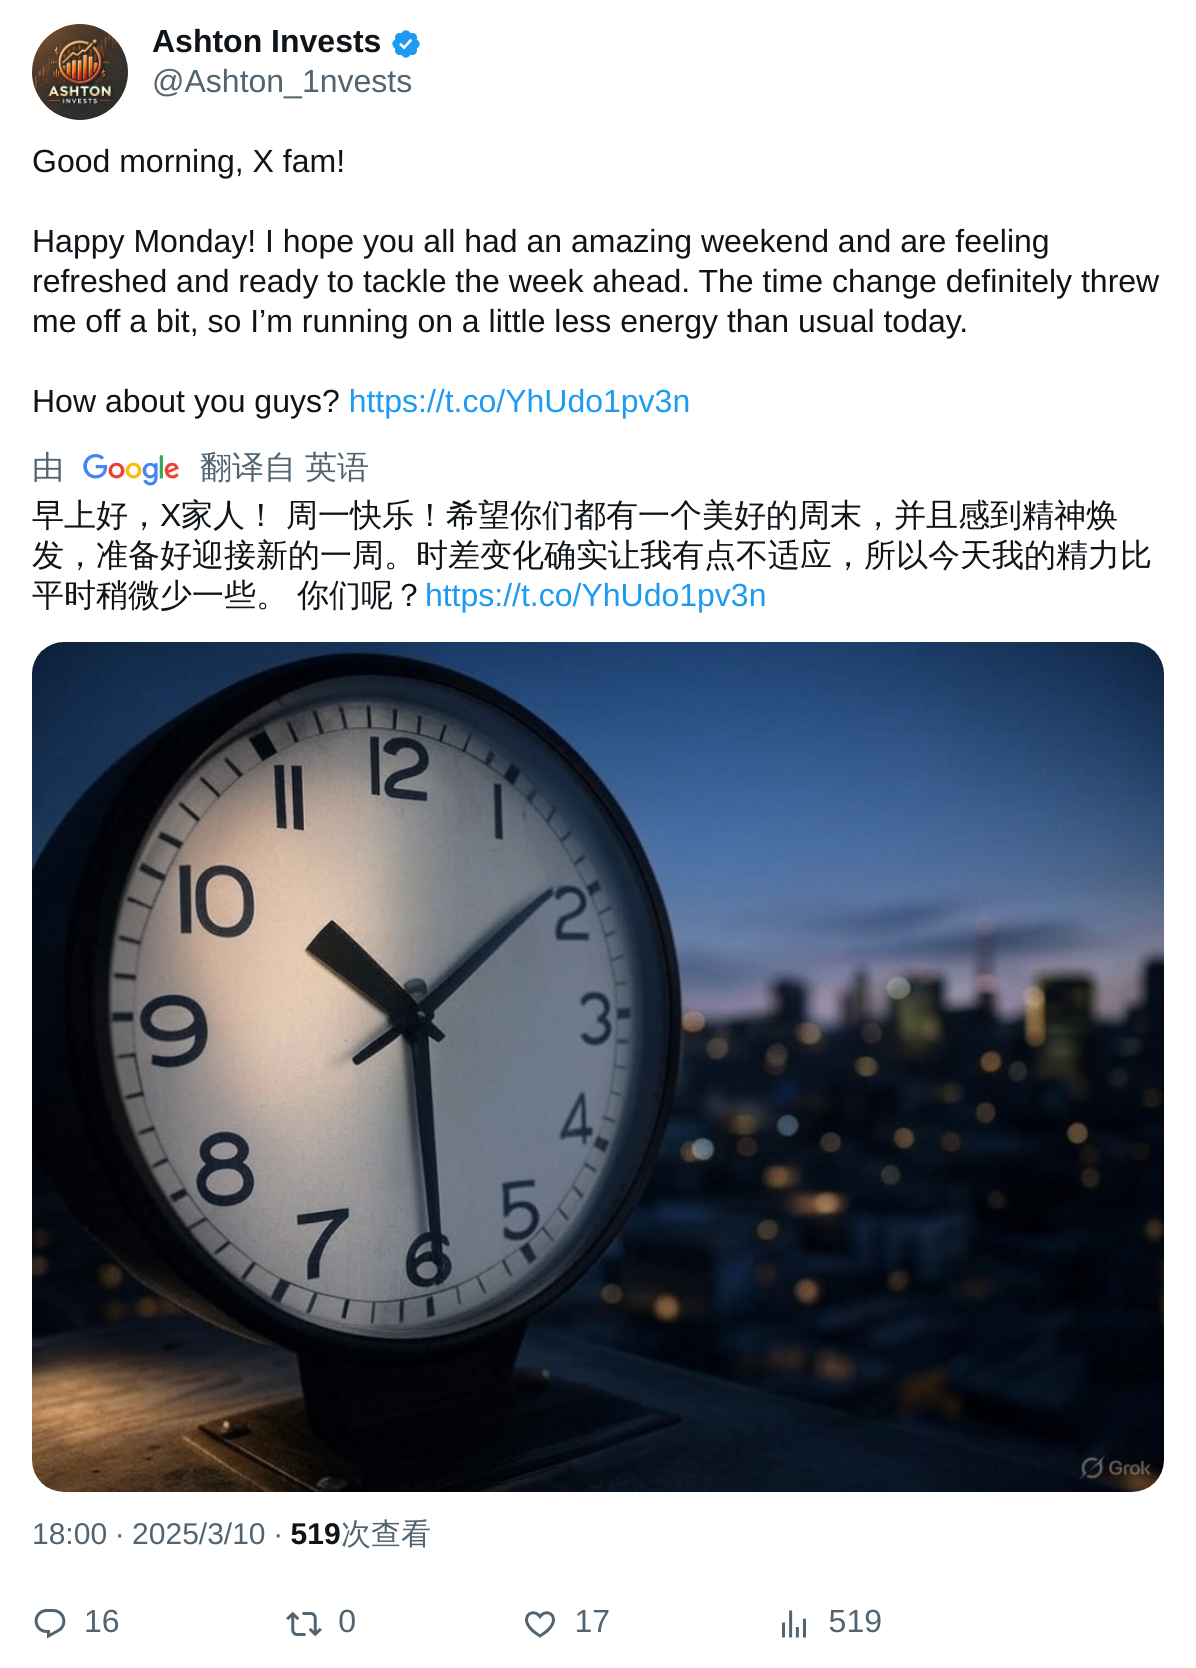 Ashton Invests
@Ashton_1nvests
ASHTON
INVESTS
Good morning, X fam!
Happy Monday! I hope you all had an amazing weekend and are feeling
refreshed and ready to tackle the week ahead. The time change definitely threw
me off a bit, so I’m running on a little less energy than usual today.
How about you guys? https://t.co/YhUdo1pv3n
由 Google 翻译自 英语
早上好，X家人！ 周一快乐！希望你们都有一个美好的周末，并且感到精神焕
发，准备好迎接新的一周。时差变化确实让我有点不适应，所以今天我的精力比
平时稍微少一些。 你们呢？https://t.co/YhUdo1pv3n
12
1
2
3
4
5
6
7
8
9
10
11
Grok
18:00 · 2025/3/10 · 519次查看
16 0 17 519